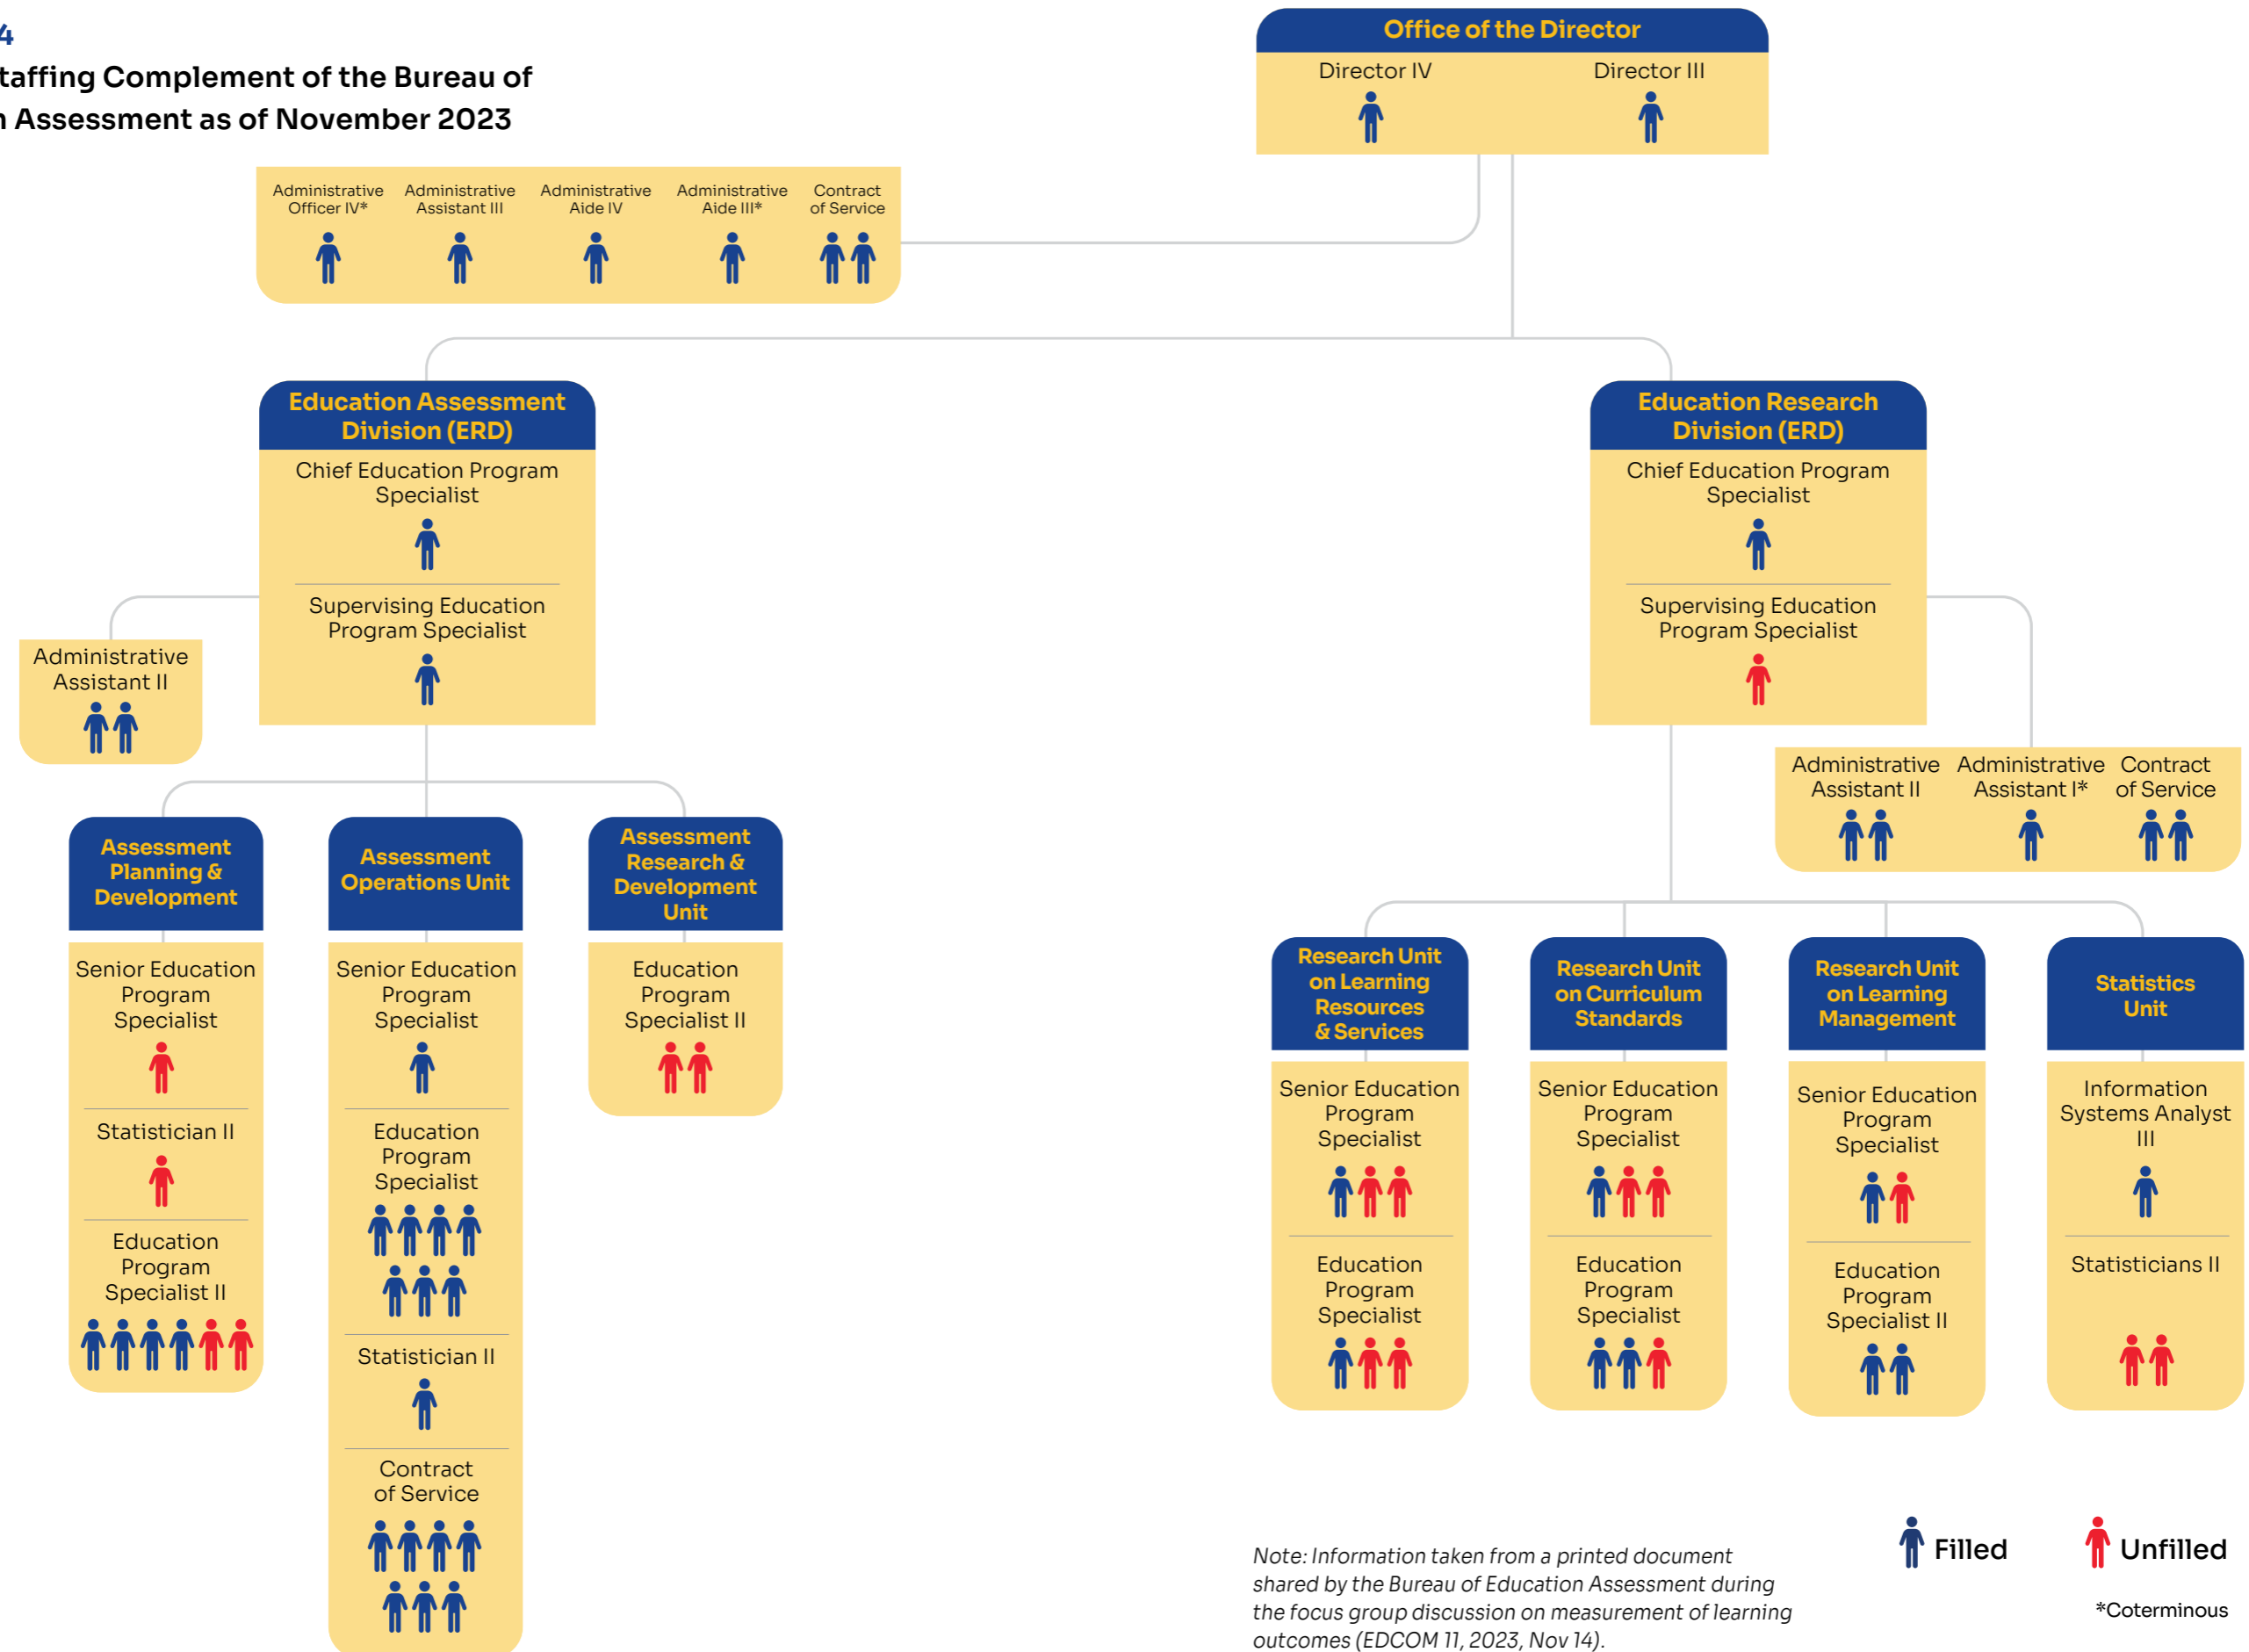 4
taffing Complement of the Bureau of
Assessment as of November 2023
Office of the Director
Director IV
Director III
Administrative
Officer IV*
Administrative
Assistant III
Administrative
Aide IV
Administrative
Aide III*
Contract
of Service
Education Assessment
Division (ERD)
Chief Education Program
Specialist
Supervising Education
Program Specialist
Administrative
Assistant II
Education Research
Division (ERD)
Chief Education Program
Specialist
Supervising Education
Program Specialist
Administrative
Assistant II
Administrative
Assistant I*
Contract
of Service
Assessment
Planning &
Development
Senior Education
Program
Specialist
Statistician II
Education
Program
Specialist II
Assessment
Operations Unit
Senior Education
Program
Specialist
Education
Program
Specialist
Statistician II
Contract
of Service
Assessment
Research &
Development
Unit
Education
Program
Specialist II
Research Unit
on Learning
Resources
& Services
Senior Education
Program
Specialist
Education
Program
Specialist
Research Unit
on Curriculum
Standards
Senior Education
Program
Specialist
Education
Program
Specialist
Research Unit
on Learning
Management
Senior Education
Program
Specialist
Education
Program
Specialist II
Statistics
Unit
Information
Systems Analyst
III
Statisticians II
Note: Information taken from a printed document
shared by the Bureau of Education Assessment during
the focus group discussion on measurement of learning
outcomes (EDCOM 11, 2023, Nov 14).
Filled
Unfilled
*Coterminous